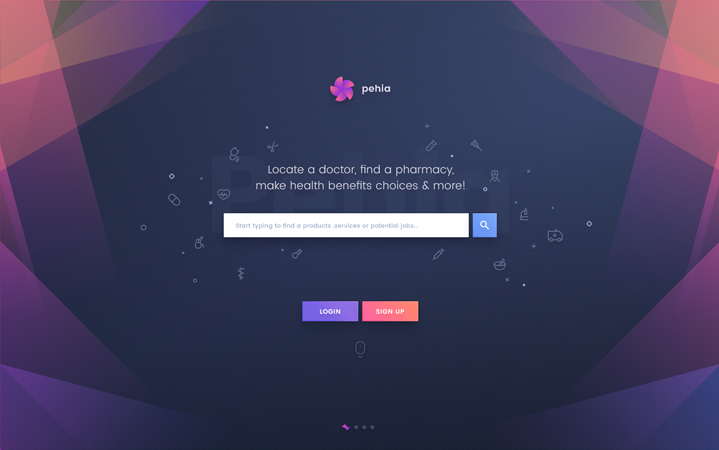 pehia
Locate a doctor, find a pharmacy,
make health benefits choices & more!
Start typing to find a products ,services or potential jobs...
LOGIN
SIGN UP